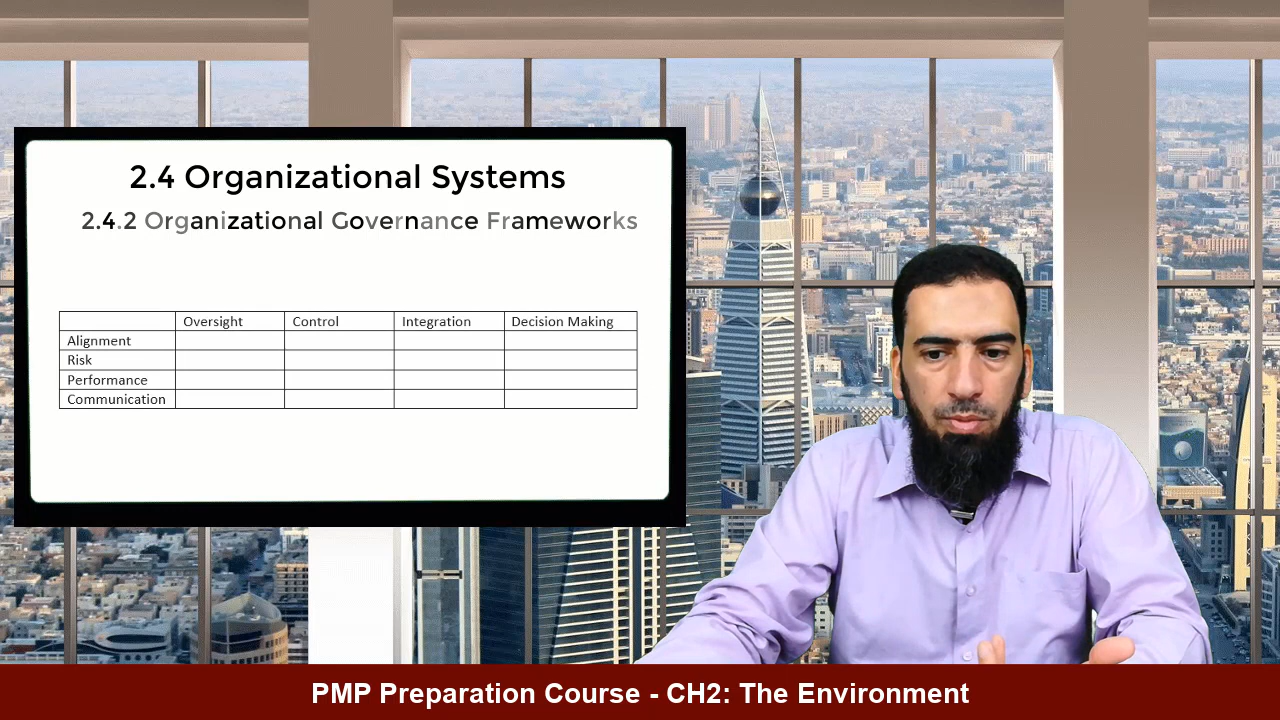 2.4 Organizational Systems
2.4.2 Organizational Governance Frameworks
Oversight Control Integration Decision Making
Alignment
Risk
Performance
Communication
PMP Preparation Course - CH2: The Environment